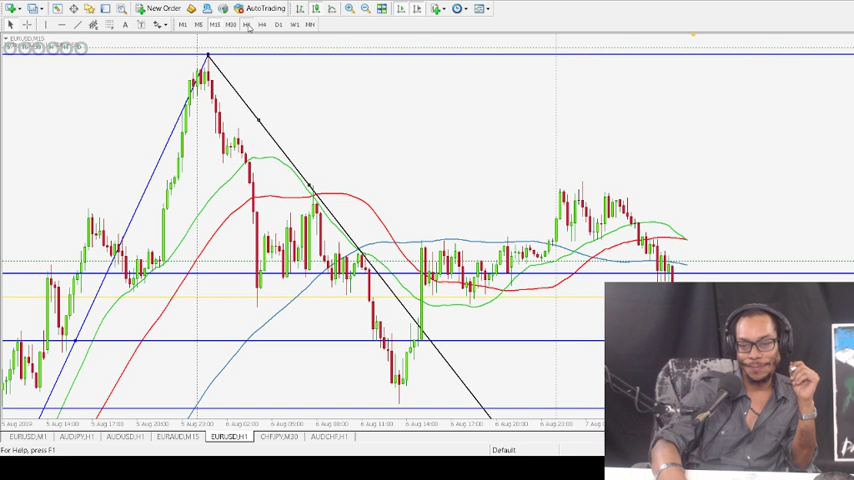 New Order AutoTrading
M1 M5 M15 M30 H1 H4 D1 W1 MN
EURUSD,M15
5 Aug 2019 5 Aug 14:00 5 Aug 17:00 5 Aug 20:00 5 Aug 23:00 6 Aug 02:00 6 Aug 05:00 6 Aug 08:00 6 Aug 11:00 6 Aug 14:00 6 Aug 17:00 6 Aug 20:00 6 Aug 23:00
EURUSD,M1 AUDJPY,H1 AUDUSD,H1 EURAUD,M15 EURUSD,H1 CHFJPY,M30 AUDCHF,H1
For Help, press F1 Default